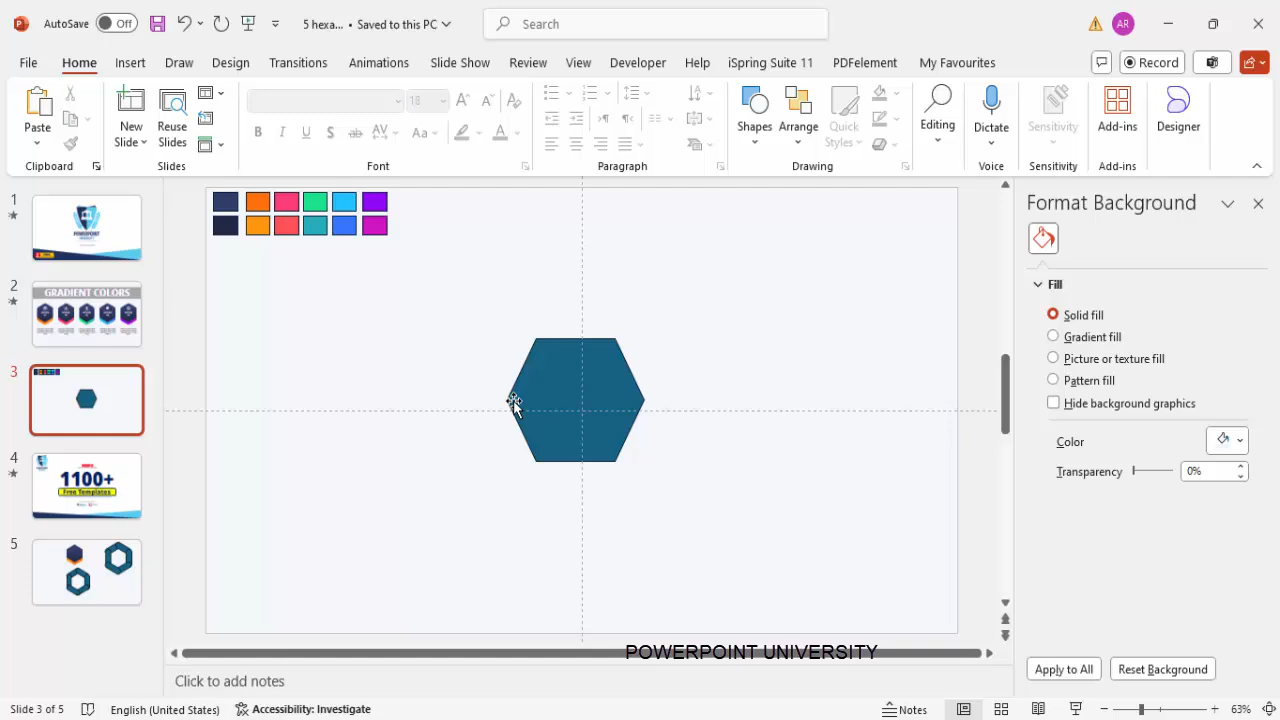 AutoSave Off 5 hexa... • Saved to this PC Search AR
File Home Insert Draw Design Transitions Animations Slide Show Review View Developer Help iSpring Suite 11 PDFelement My Favourites Record
Paste New Slide Reuse Slides 18 B I U S ab AV Aa A Shapes Arrange Quick Styles Editing Dictate Sensitivity Add-ins Designer
Clipboard Slides Font Paragraph Drawing Voice Sensitivity Add-ins
1
2
GRADIENT COLORS
3
4
1100+
Free Templates
5
Format Background
Fill
Solid fill
Gradient fill
Picture or texture fill
Pattern fill
Hide background graphics
Color
Transparency 0%
Apply to All Reset Background
POWERPOINT UNIVERSITY
Click to add notes
Slide 3 of 5 English (United States) Accessibility: Investigate Notes 63%